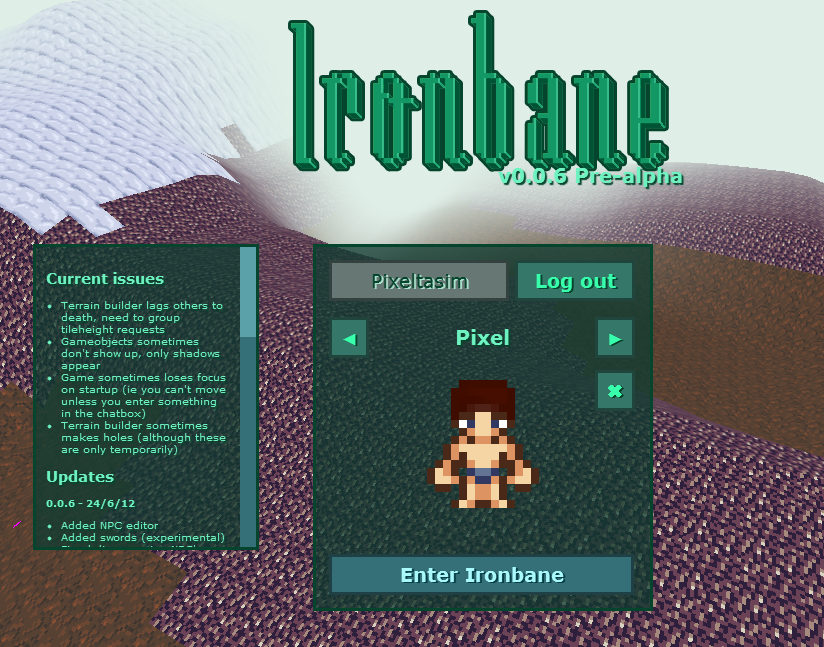 Ironbane
v0.0.6 Pre-alpha
Current issues
Terrain builder lags others to
death, need to group
tileheight requests
Gameobjects sometimes
don't show up, only shadows
appear
Game sometimes loses focus
on startup (ie you can't move
unless you enter something
in the chatbox)
Terrain builder sometimes
makes holes (although these
are only temporarily)
Updates
0.0.6 - 24/6/12
Added NPC editor
Added swords (experimental)
Pixeltasim
Log out
Pixel
Enter Ironbane